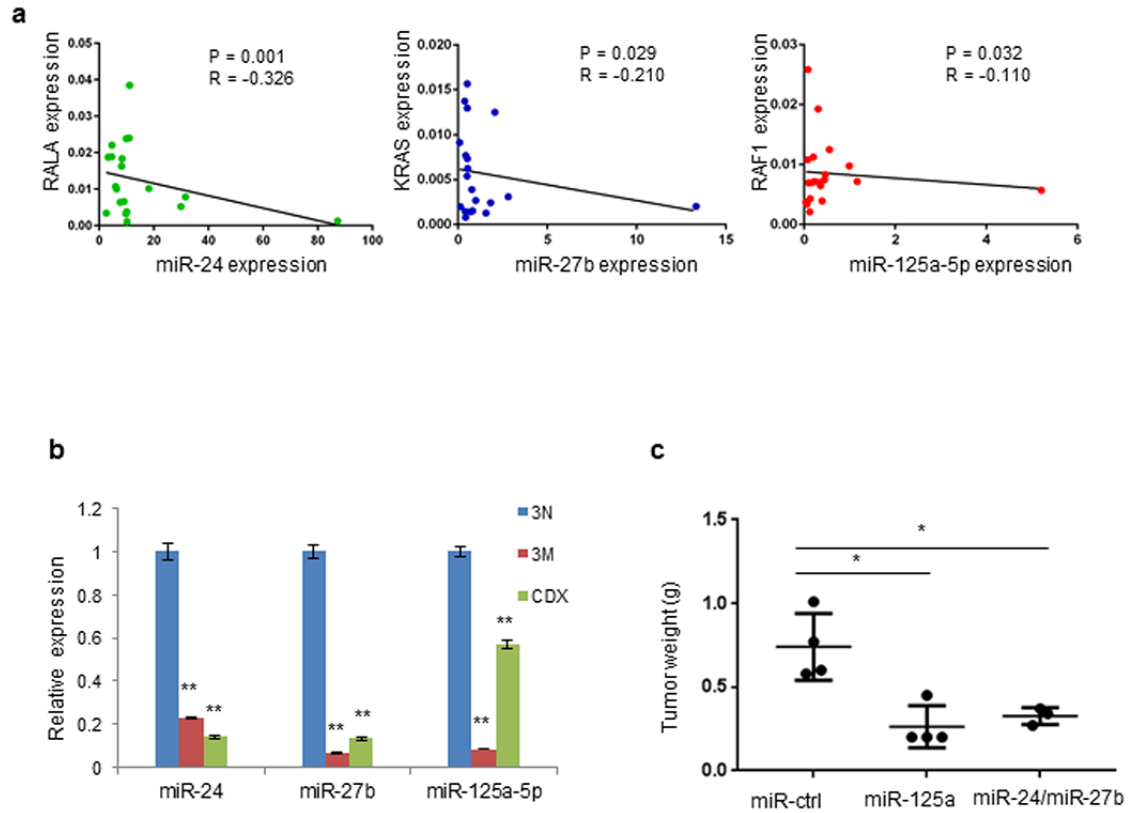 a
RALA expression
0.05
0.04
0.03
0.02
0.01
0.00
0
20
40
60
80
100
P = 0.001
R = -0.326
miR-24 expression
KRAS expression
0.020
0.015
0.010
0.005
0.000
0
5
10
15
P = 0.029
R = -0.210
miR-27b expression
RAF1 expression
0.03
0.02
0.01
0.00
0
2
4
6
P = 0.032
R = -0.110
miR-125a-5p expression
b
Relative expression
1.2
1
0.8
0.6
0.4
0.2
0
3N
3M
CDX
**
**
**
**
**
**
miR-24
miR-27b
miR-125a-5p
c
Tumor weight (g)
1.5
1.0
0.5
0.0
*
*
miR-ctrl
miR-125a
miR-24/miR-27b